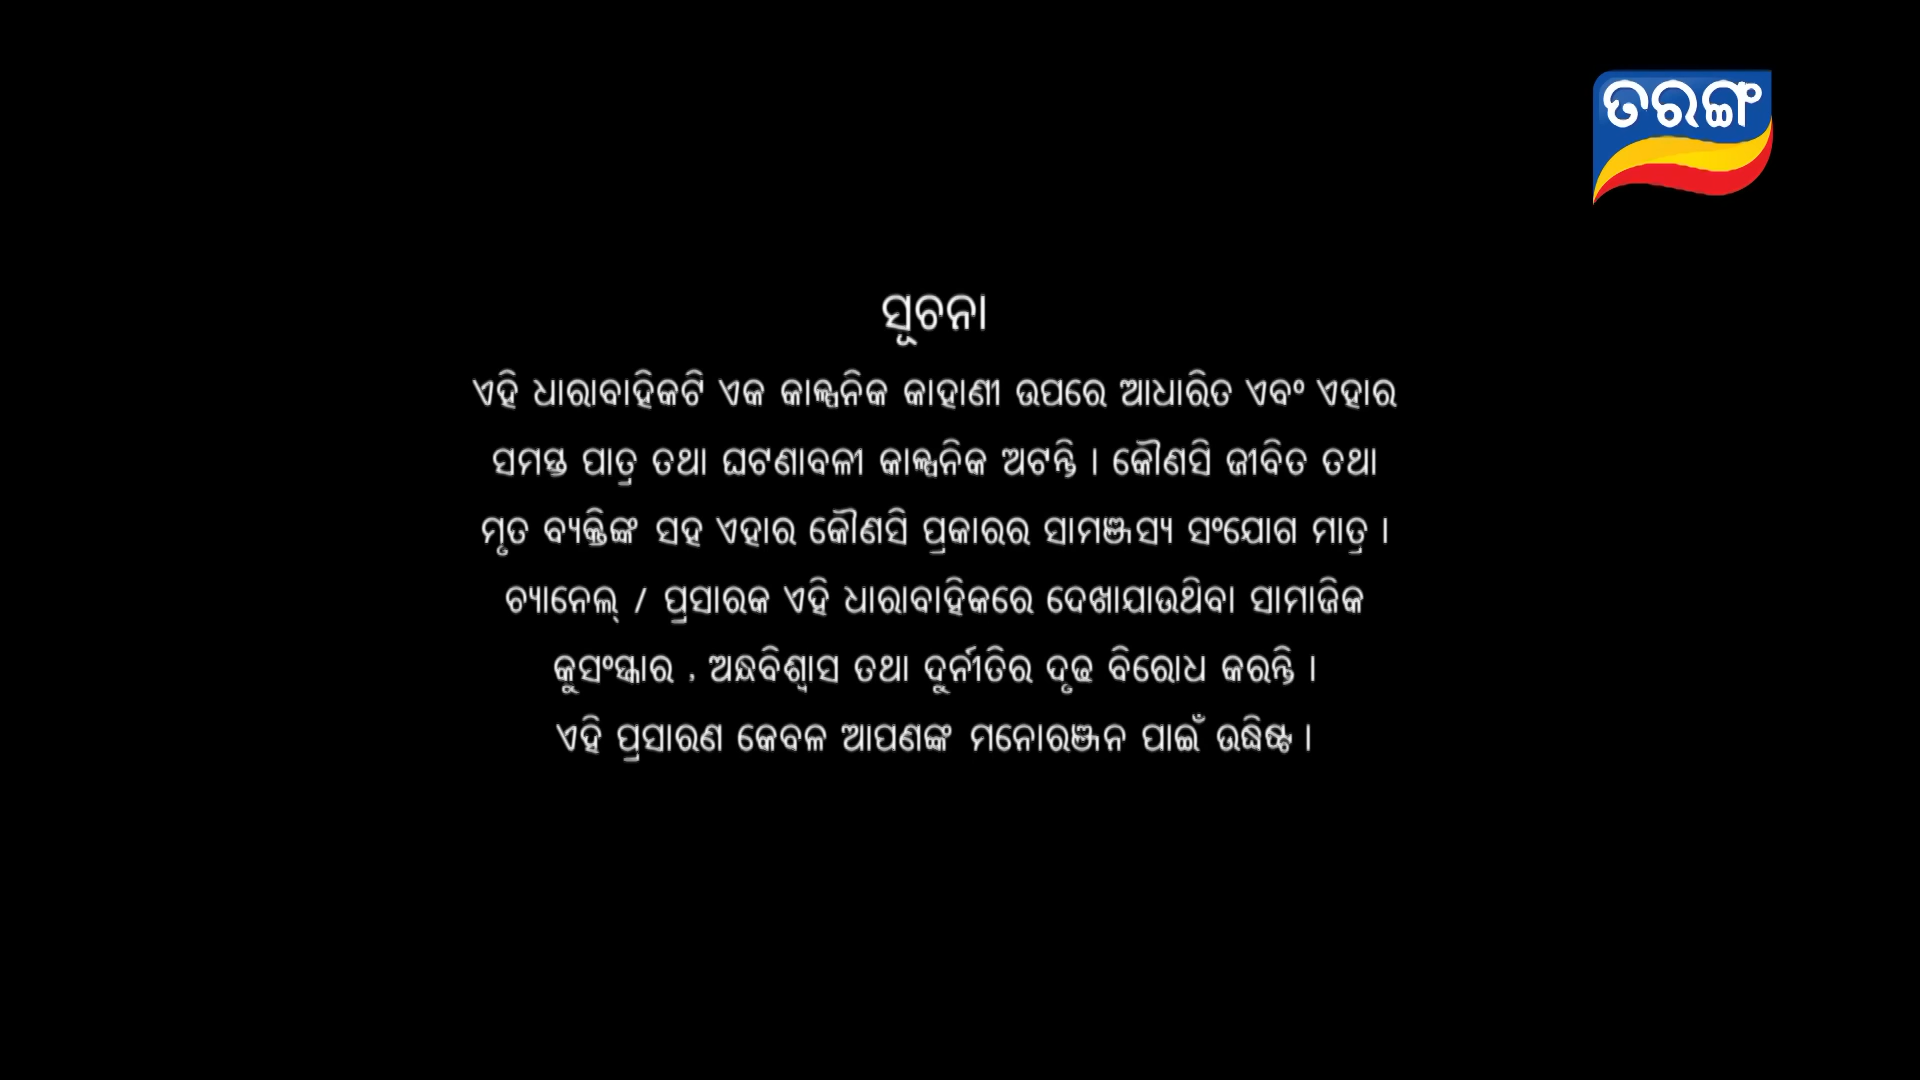 ତରଙ୍ଗ
ସୂଚନା
ଏହି ଧାରାବାହିକଟି ଏକ କାଳ୍ପନିକ କାହାଣୀ ଉପରେ ଆଧାରିତ ଏବଂ ଏହାର
ସମସ୍ତ ପାତ୍ର ତଥା ଘଟଣାବଳୀ କାଳ୍ପନିକ ଅଟନ୍ତି । କୌଣସି ଜୀବିତ ତଥା
ମୃତ ବ୍ୟକ୍ତିଙ୍କ ସହ ଏହାର କୌଣସି ପ୍ରକାରର ସାମଞ୍ଜସ୍ୟ ସଂଯୋଗ ମାତ୍ର ।
ଚ୍ୟାନେଲ୍ / ପ୍ରସାରକ ଏହି ଧାରାବାହିକରେ ଦେଖାଯାଉଥିବା ସାମାଜିକ
କୁସଂସ୍କାର , ଅନ୍ଧବିଶ୍ୱାସ ତଥା ଦୁର୍ନୀତିର ଦୃଢ ବିରୋଧ କରନ୍ତି ।
ଏହି ପ୍ରସାରଣ କେବଳ ଆପଣଙ୍କ ମନୋରଞ୍ଜନ ପାଇଁ ଉଦ୍ଧିଷ୍ଟ ।